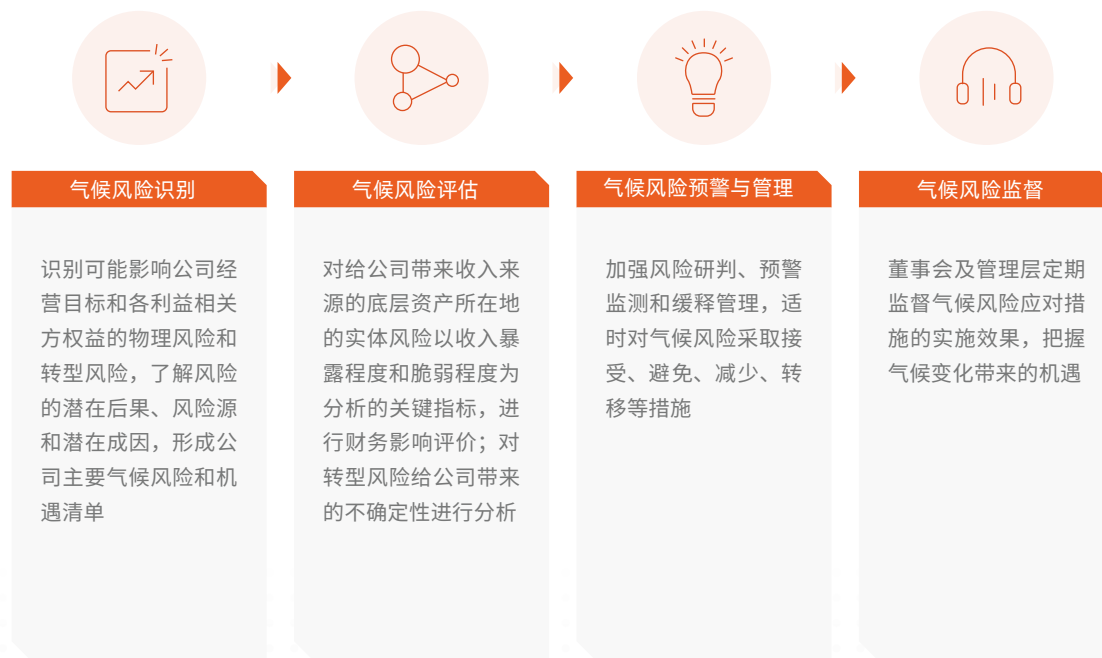 气候风险识别
识别可能影响公司经
营目标和各利益相关
方权益的物理风险和
转型风险，了解风险
的潜在后果、风险源
和潜在成因，形成公
司主要气候风险和机
遇清单
气候风险评估
对给公司带来收入来
源的底层资产所在地
的实体风险以收入暴
露程度和脆弱程度为
分析的关键指标，进
行财务影响评价；对
转型风险给公司带来
的不确定性进行分析
气候风险预警与管理
加强风险研判、预警
监测和缓释管理，适
时对气候风险采取接
受、避免、减少、转
移等措施
气候风险监督
董事会及管理层定期
监督气候风险应对措
施的实施效果，把握
气候变化带来的机遇